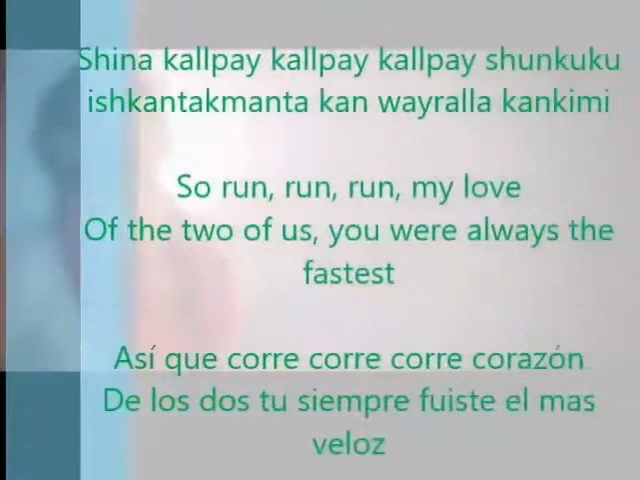 Shina kallpay kallpay kallpay shunkuku
ishkantakmanta kan wayralla kankimi
So run, run, run, my love
Of the two of us, you were always the
fastest
Así que corre corre corre corazón
De los dos tu siempre fuiste el mas
veloz